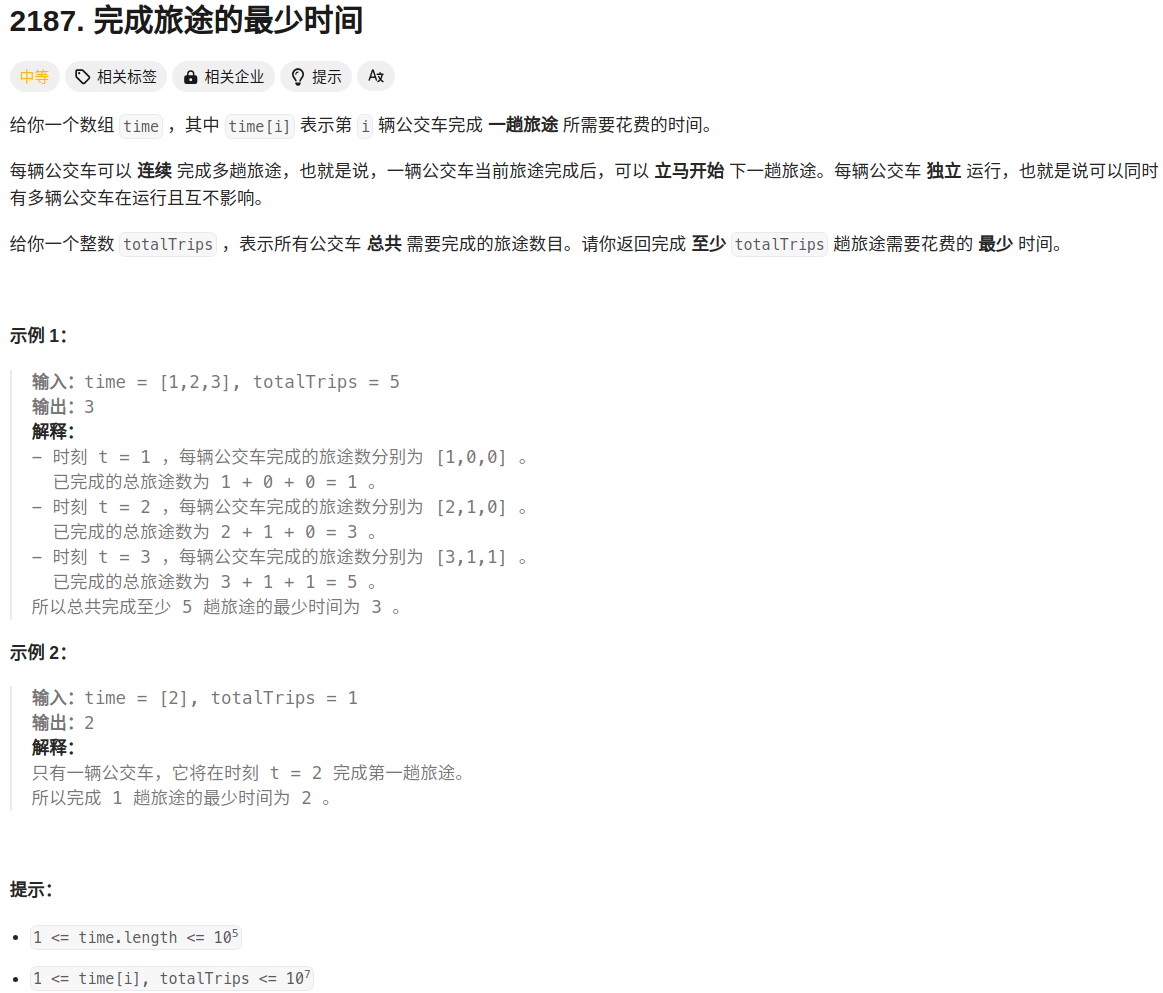 2187. 完成旅途的最少时间
中等 相关标签 相关企业 提示 A文
给你一个数组 time ，其中 time[i] 表示第 i 辆公交车完成 一趟旅途 所需要花费的时间。
每辆公交车可以 连续 完成多趟旅途，也就是说，一辆公交车当前旅途完成后，可以 立马开始 下一趟旅途。每辆公交车 独立 运行，也就是说可以同时
有多辆公交车在运行且互不影响。
给你一个整数 totalTrips ，表示所有公交车 总共 需要完成的旅途数目。请你返回完成 至少 totalTrips 趟旅途需要花费的 最少 时间。
示例 1：
输入：time = [1,2,3], totalTrips = 5
输出：3
解释：
- 时刻 t = 1 ，每辆公交车完成的旅途数分别为 [1,0,0] 。
已完成的总旅途数为 1 + 0 + 0 = 1 。
- 时刻 t = 2 ，每辆公交车完成的旅途数分别为 [2,1,0] 。
已完成的总旅途数为 2 + 1 + 0 = 3 。
- 时刻 t = 3 ，每辆公交车完成的旅途数分别为 [3,1,1] 。
已完成的总旅途数为 3 + 1 + 1 = 5 。
所以总共完成至少 5 趟旅途的最少时间为 3 。
示例 2：
输入：time = [2], totalTrips = 1
输出：2
解释：
只有一辆公交车，它将在时刻 t = 2 完成第一趟旅途。
所以完成 1 趟旅途的最少时间为 2 。
提示：
• 1 <= time.length <= 10⁵
• 1 <= time[i], totalTrips <= 10⁷